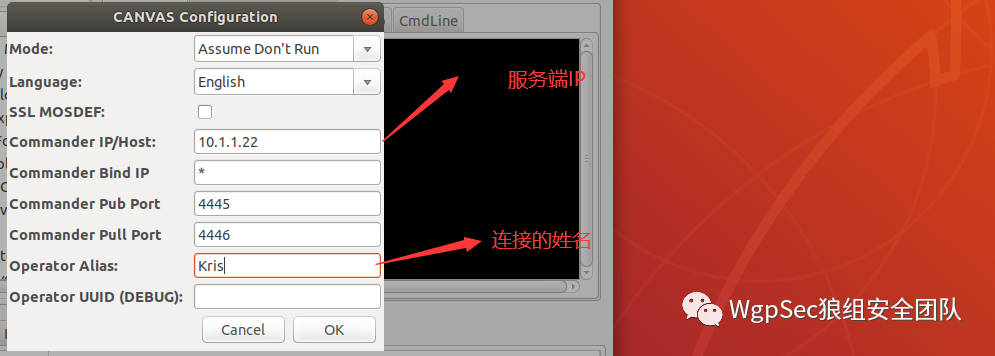 CANVAS Configuration
CmdLine
Mode: Assume Don't Run
Language: English
服务端IP
SSL MOSDEF:
Commander IP/Host: 10.1.1.22
Commander Bind IP *
Commander Pub Port 4445
Commander Pull Port 4446
连接的姓名
Operator Alias: Kris
Operator UUID (DEBUG):
Cancel OK
WgpSec狼组安全团队